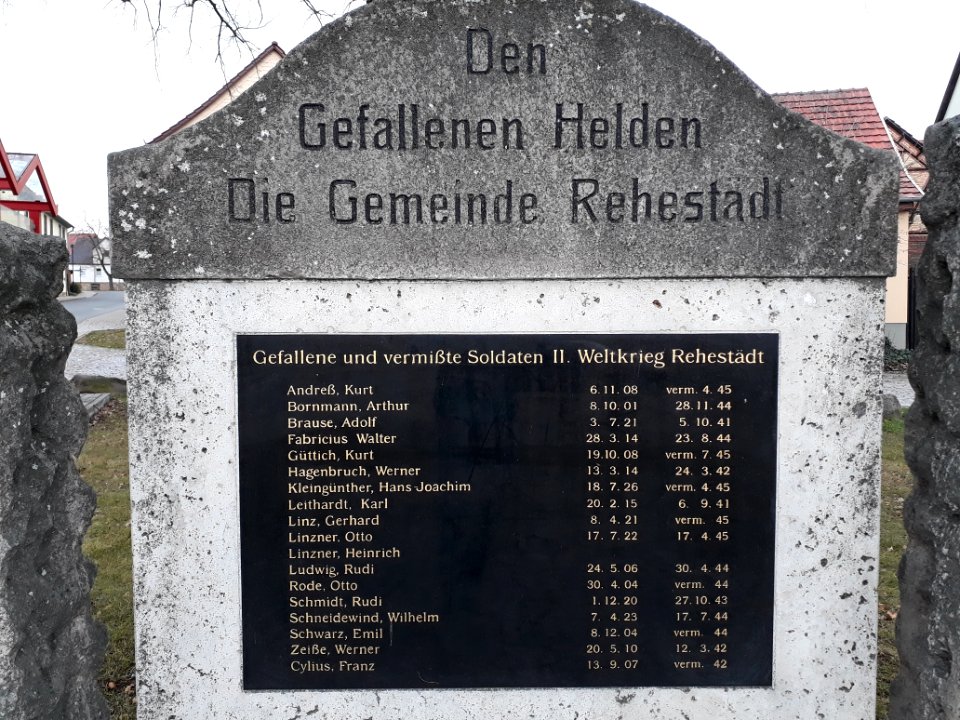 Den
Gefallenen Helden
Die Gemeinde Rehestädt
Gefallene und vermißte Soldaten II. Weltkrieg Rehestädt
Andreß, Kurt 6.11.08 verm. 4. 45
Bornmann, Arthur 8.10.01 28.11.44
Brause, Adolf 3. 7.21 5.10.41
Fabricius Walter 28. 3.14 23. 8.44
Güttich, Kurt 19.10.08 verm. 7. 45
Hagenbruch, Werner 13. 3.14 24. 3.42
Kleingünther, Hans Joachim 18. 7.26 verm. 4. 45
Leithardt, Karl 20. 2.15 6. 9.41
Linz, Gerhard 8. 4.21 verm. 45
Linzner, Otto 17. 7.22 17. 4.45
Linzner, Heinrich
Ludwig, Rudi 24. 5.06 30. 4.44
Rode, Otto 30. 4.04 verm. 44
Schmidt, Rudi 1.12.20 27.10.43
Schneidewind, Wilhelm 7. 4.23 17. 7.44
Schwarz, Emil 8.12.04 verm. 44
Zeiße, Werner 20. 5.10 12. 3.42
Cylius, Franz 13. 9.07 verm. 42